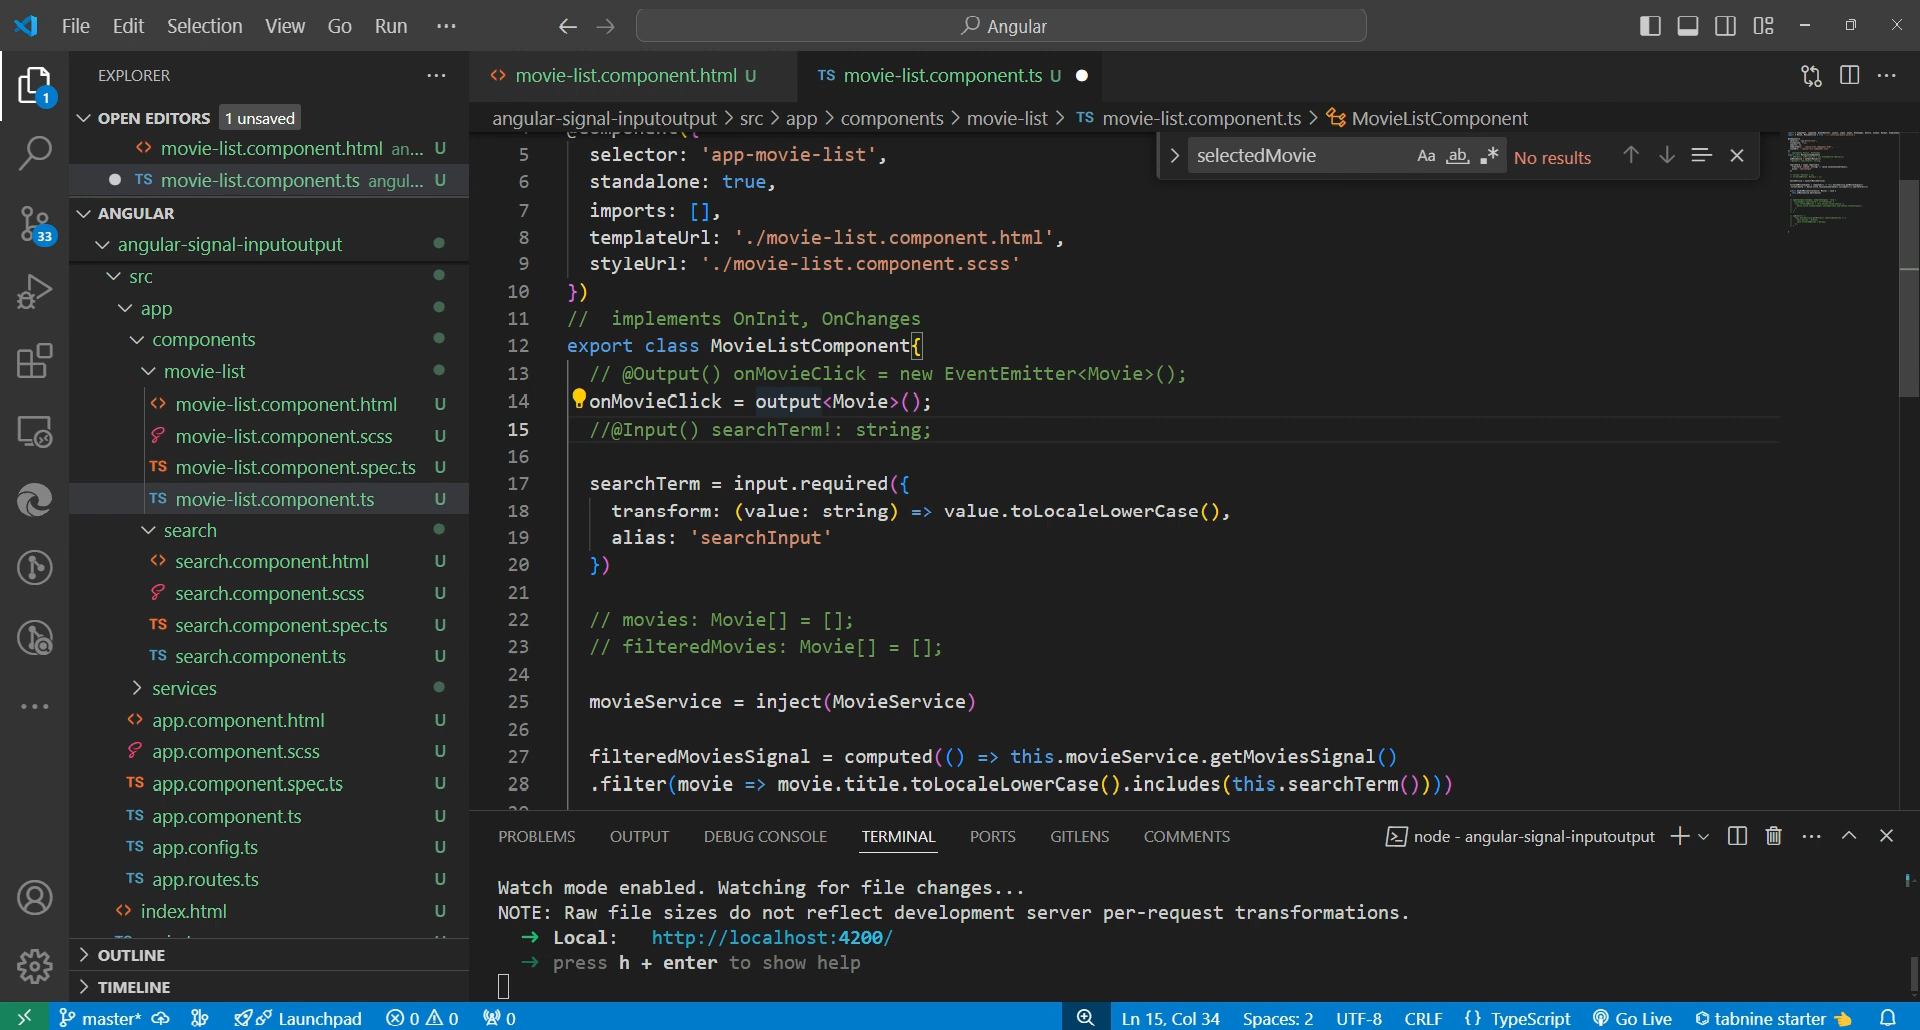 File Edit Selection View Go Run ···
Angular
EXPLORER
OPEN EDITORS 1 unsaved
movie-list.component.html an... U
TS movie-list.component.ts angul... U
ANGULAR
angular-signal-inputoutput
src
app
components
movie-list
movie-list.component.html U
movie-list.component.scss U
TS movie-list.component.spec.ts U
TS movie-list.component.ts U
search
search.component.html U
search.component.scss U
TS search.component.spec.ts U
TS search.component.ts U
services
app.component.html U
app.component.scss U
TS app.component.spec.ts U
TS app.component.ts U
TS app.config.ts U
TS app.routes.ts U
index.html U
OUTLINE
TIMELINE
1
33
movie-list.component.html U
TS movie-list.component.ts U
angular-signal-inputoutput > src > app > components > movie-list > TS movie-list.component.ts > MovieListComponent
selectedMovie Aa ab .* No results
5 selector: 'app-movie-list',
6 standalone: true,
7 imports: [],
8 templateUrl: './movie-list.component.html',
9 styleUrl: './movie-list.component.scss'
10 })
11 // implements OnInit, OnChanges
12 export class MovieListComponent{
13 // @Output() onMovieClick = new EventEmitter<Movie>();
14 onMovieClick = output<Movie>();
15 //@Input() searchTerm!: string;
16
17 searchTerm = input.required({
18 transform: (value: string) => value.toLocaleLowerCase(),
19 alias: 'searchInput'
20 })
21
22 // movies: Movie[] = [];
23 // filteredMovies: Movie[] = [];
24
25 movieService = inject(MovieService)
26
27 filteredMoviesSignal = computed(() => this.movieService.getMoviesSignal()
28 .filter(movie => movie.title.toLocaleLowerCase().includes(this.searchTerm())))
PROBLEMS OUTPUT DEBUG CONSOLE TERMINAL PORTS GITLENS COMMENTS
node - angular-signal-inputoutput
Watch mode enabled. Watching for file changes...
NOTE: Raw file sizes do not reflect development server per-request transformations.
➜ Local: http://localhost:4200/
➜ press h + enter to show help
master* Launchpad 0 0 0
Ln 15, Col 34 Spaces: 2 UTF-8 CRLF {} TypeScript Go Live tabnine starter